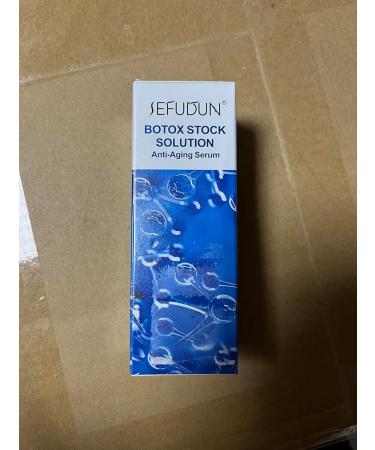 SEFUDUN®
BOTOX STOCK
SOLUTION
Anti-Aging Serum